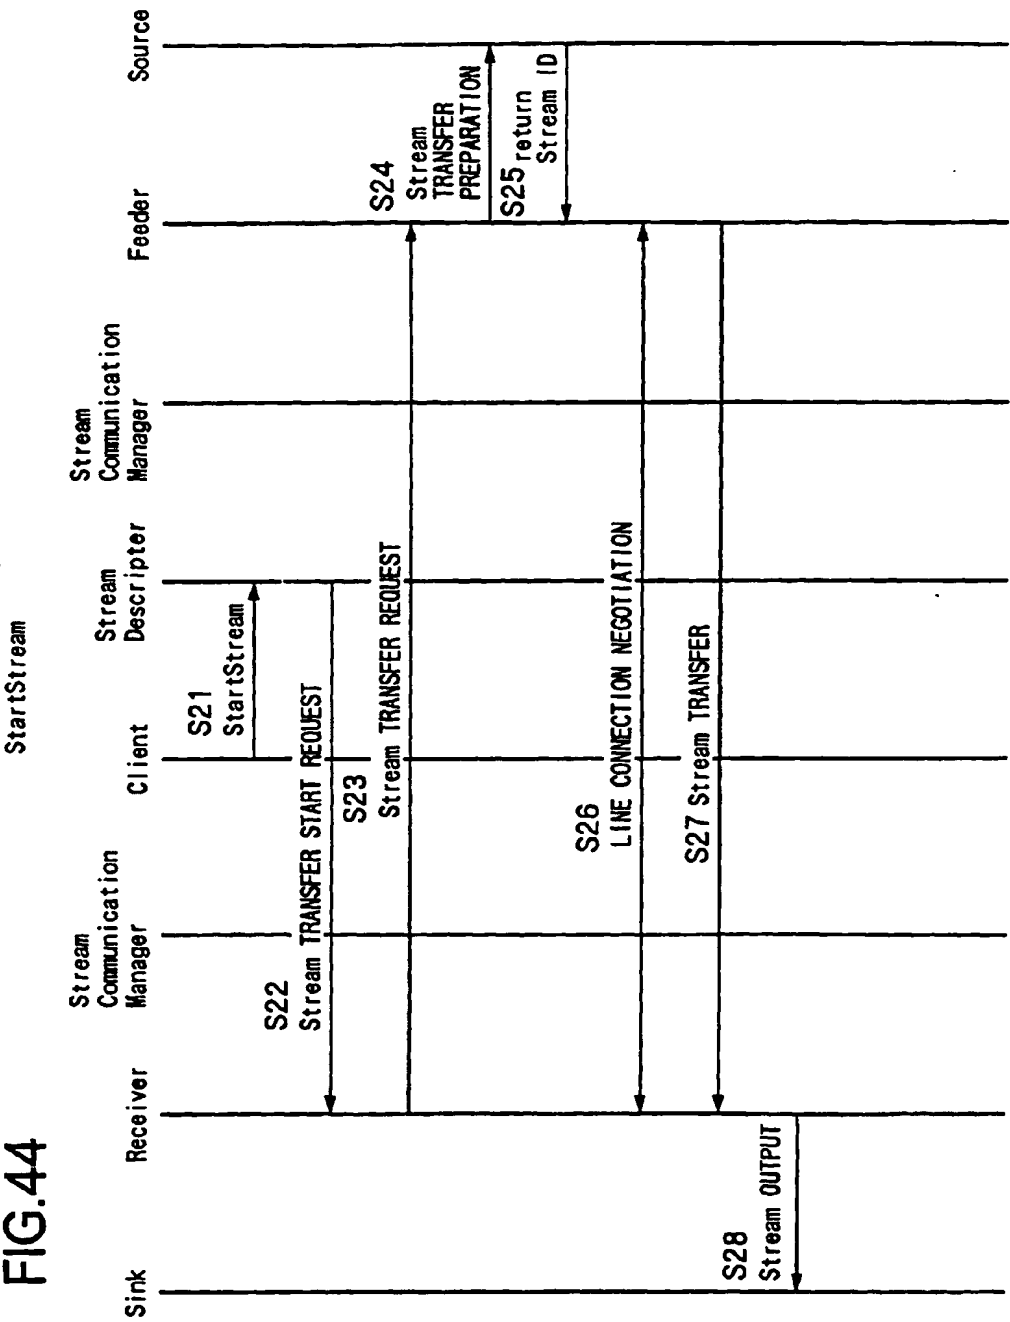 FIG.44
StartStream
Sink
Receiver
Stream
Communication
Manager
Client
Stream
Descripter
Stream
Communication
Manager
Feeder
Source
S21
StartStream
S22
Stream TRANSFER START REQUEST
S23
Stream TRANSFER REQUEST
S24
Stream
TRANSFER
PREPARATION
S25 return
Stream ID
S26
LINE CONNECTION NEGOTIATION
S27 Stream TRANSFER
S28
Stream OUTPUT